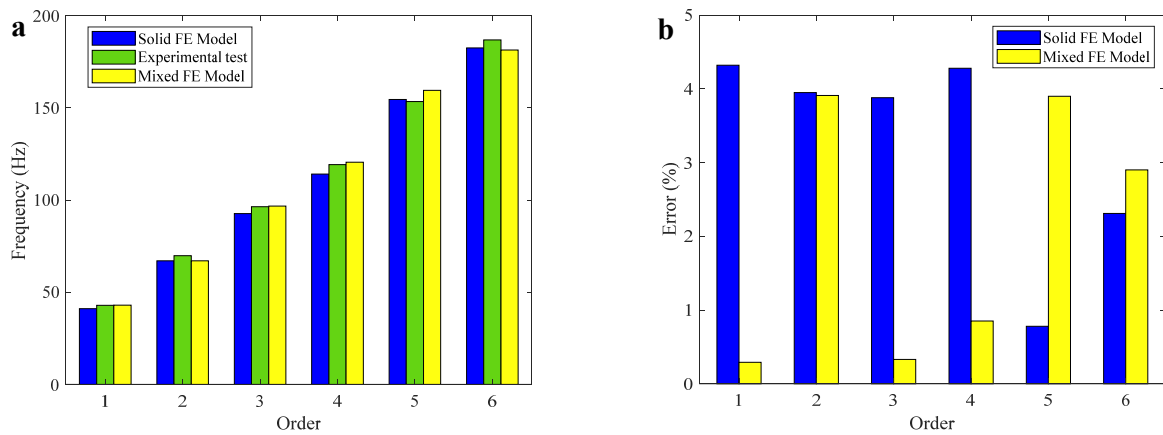 a
200
150
100
50
0
Frequency (Hz)
Solid FE Model
Experimental test
Mixed FE Model
1 2 3 4 5 6
Order
b
5
4
3
2
1
0
Error (%)
Solid FE Model
Mixed FE Model
1 2 3 4 5 6
Order